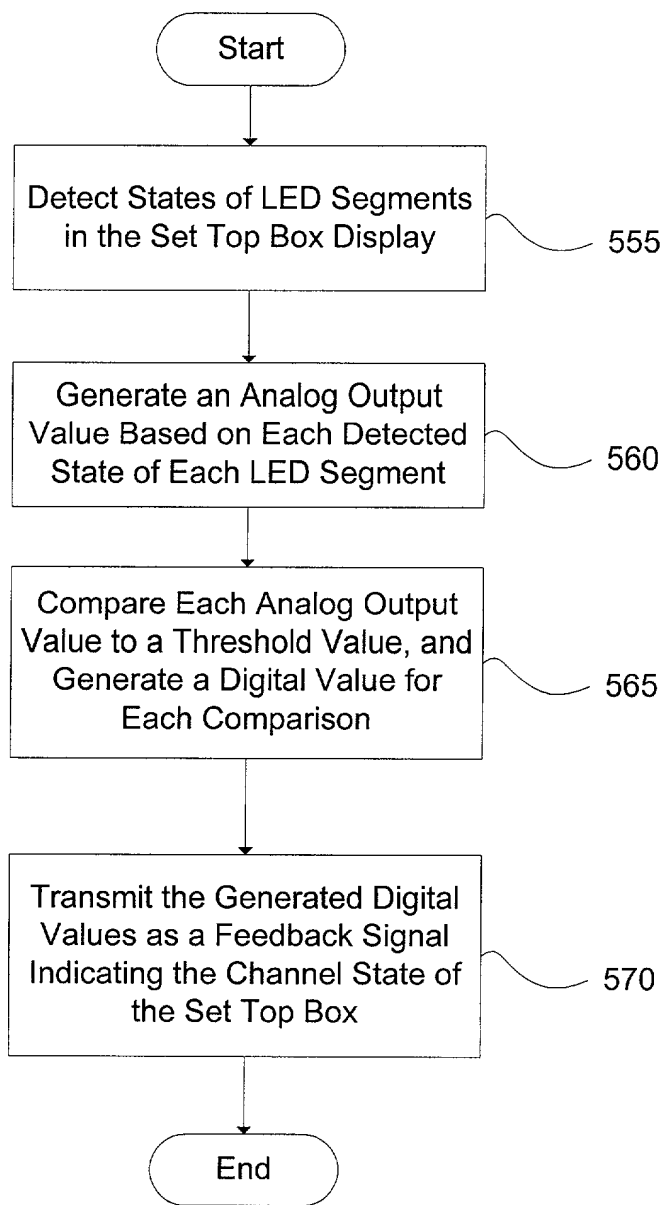 Start
Detect States of LED Segments
in the Set Top Box Display
555
Generate an Analog Output
Value Based on Each Detected
State of Each LED Segment
560
Compare Each Analog Output
Value to a Threshold Value, and
Generate a Digital Value for
Each Comparison
565
Transmit the Generated Digital
Values as a Feedback Signal
Indicating the Channel State of
the Set Top Box
570
End